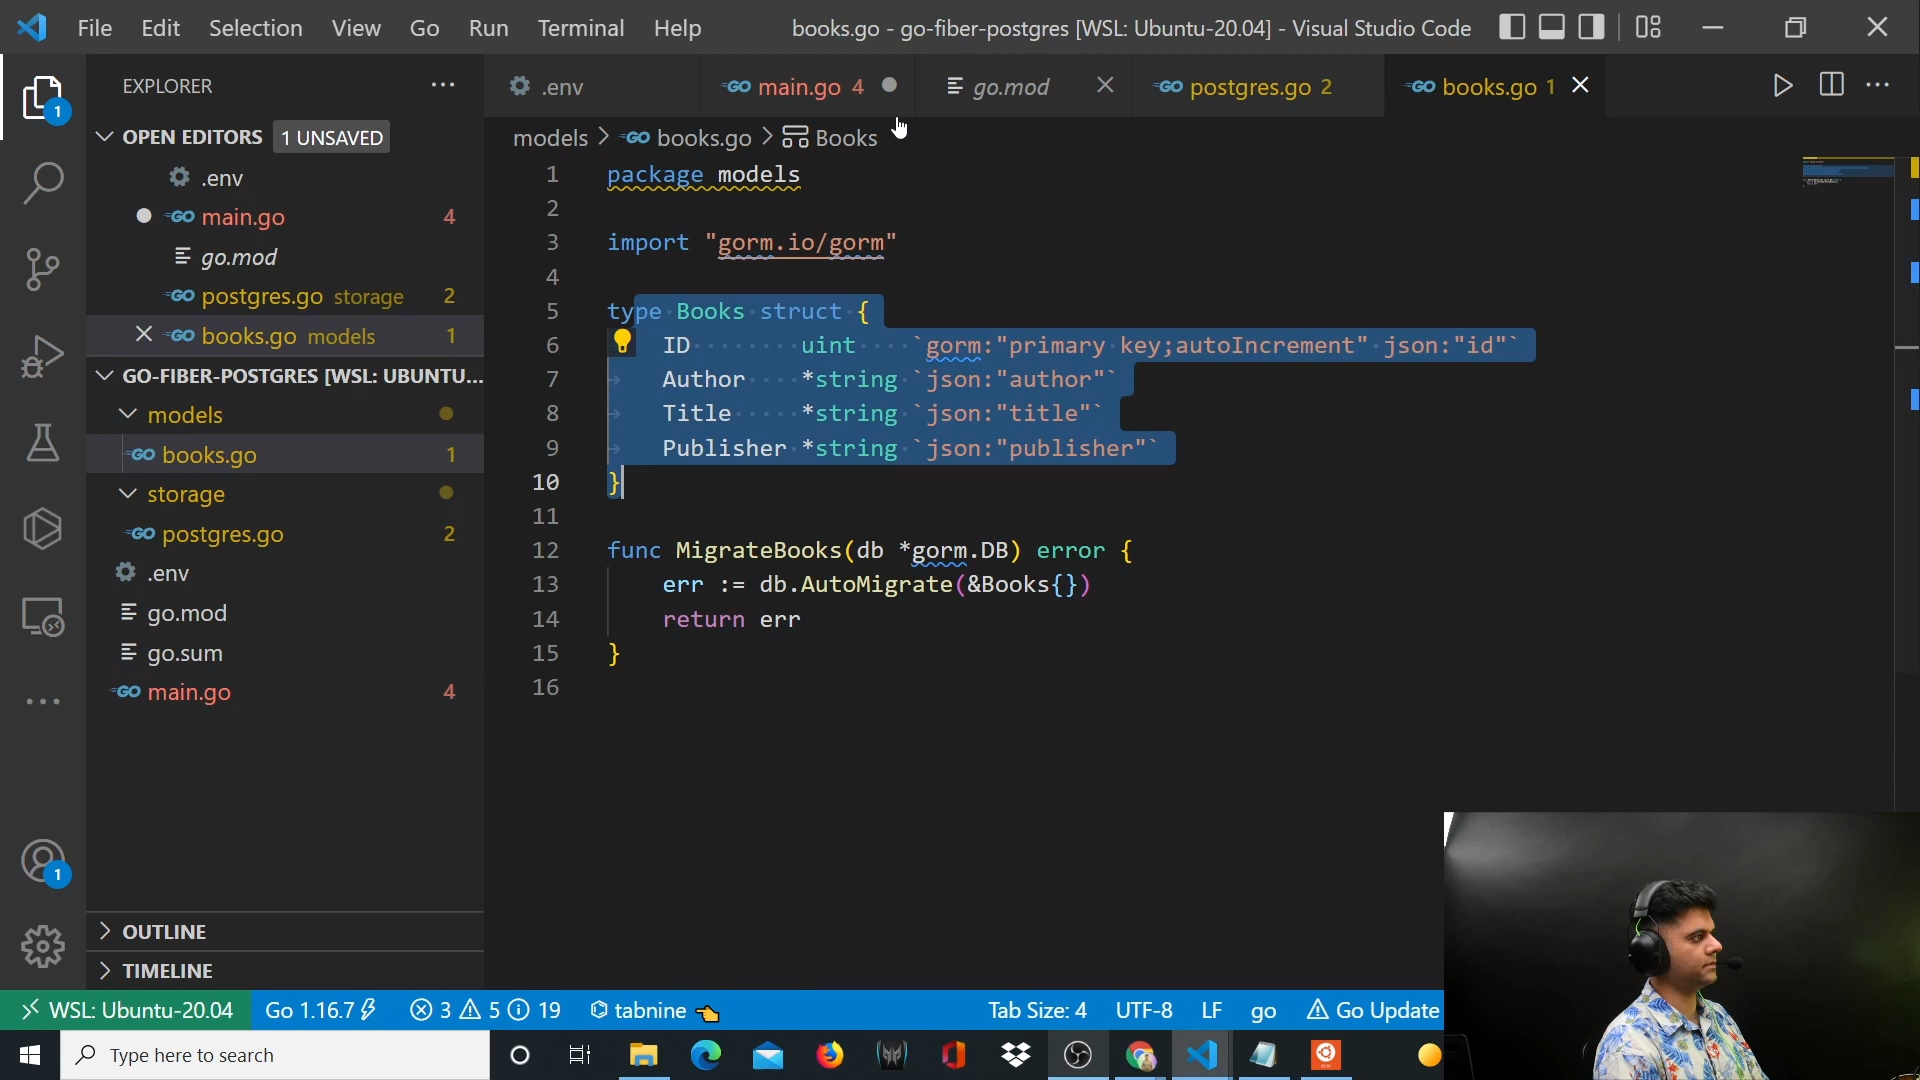 File Edit Selection View Go Run Terminal Help
books.go - go-fiber-postgres [WSL: Ubuntu-20.04] - Visual Studio Code
EXPLORER
.env
main.go 4
go.mod
postgres.go 2
books.go 1
OPEN EDITORS 1 UNSAVED
.env
main.go 4
go.mod
postgres.go storage 2
books.go models 1
GO-FIBER-POSTGRES [WSL: UBUNTU...
models
books.go 1
storage
postgres.go 2
.env
go.mod
go.sum
main.go 4
OUTLINE
TIMELINE
1
1
models > books.go > Books
1 package models
2
3 import "gorm.io/gorm"
4
5 type Books struct {
6 ID uint `gorm:"primary key;autoIncrement" json:"id"`
7 Author *string `json:"author"`
8 Title *string `json:"title"`
9 Publisher *string `json:"publisher"`
10 }
11
12 func MigrateBooks(db *gorm.DB) error {
13 err := db.AutoMigrate(&Books{})
14 return err
15 }
16
WSL: Ubuntu-20.04 Go 1.16.7 3 5 19 tabnine
Tab Size: 4 UTF-8 LF go Go Update
Type here to search